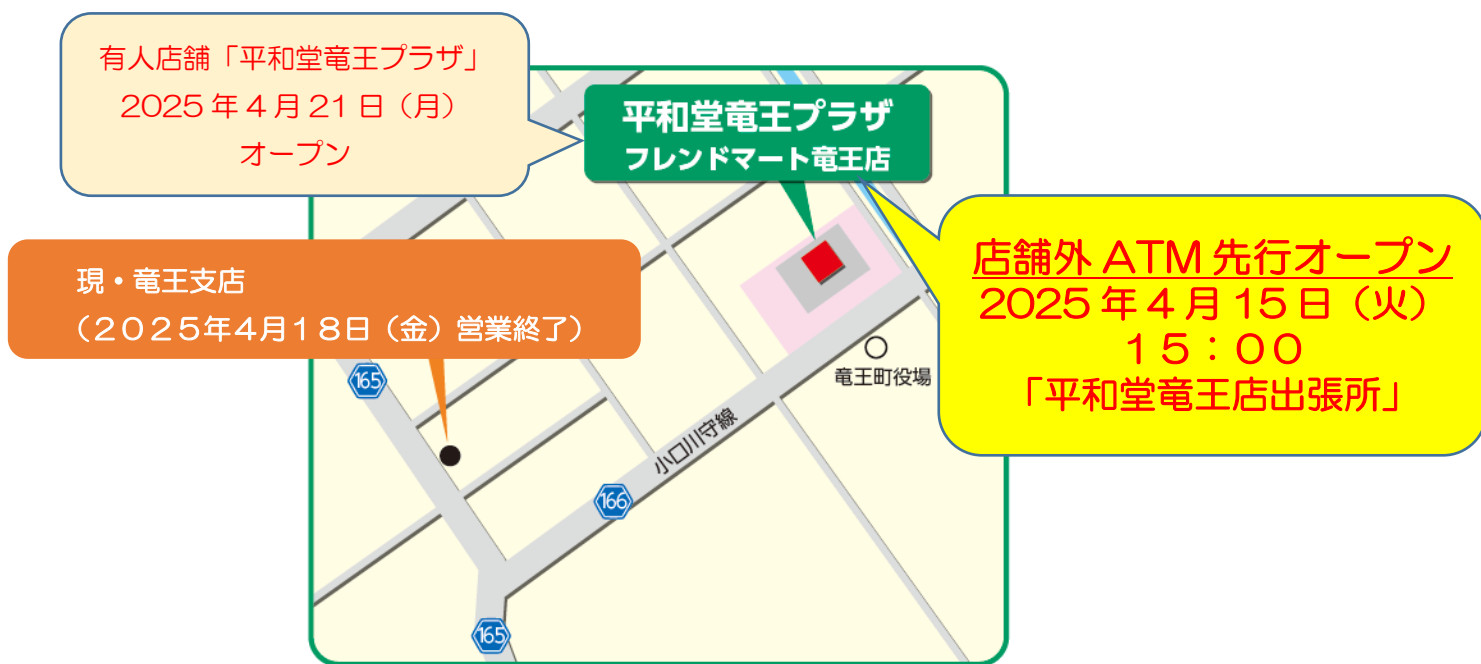 有人店舗「平和堂竜王プラザ」
2025年4月21日（月）
オープン
平和堂竜王プラザ
フレンドマート竜王店
現・竜王支店
（２０２５年４月１８日（金）営業終了）
店舗外 ATM 先行オープン
2025年4月15日（火）
１５：００
「平和堂竜王店出張所」
竜王町役場
165
小口川守線
166
165